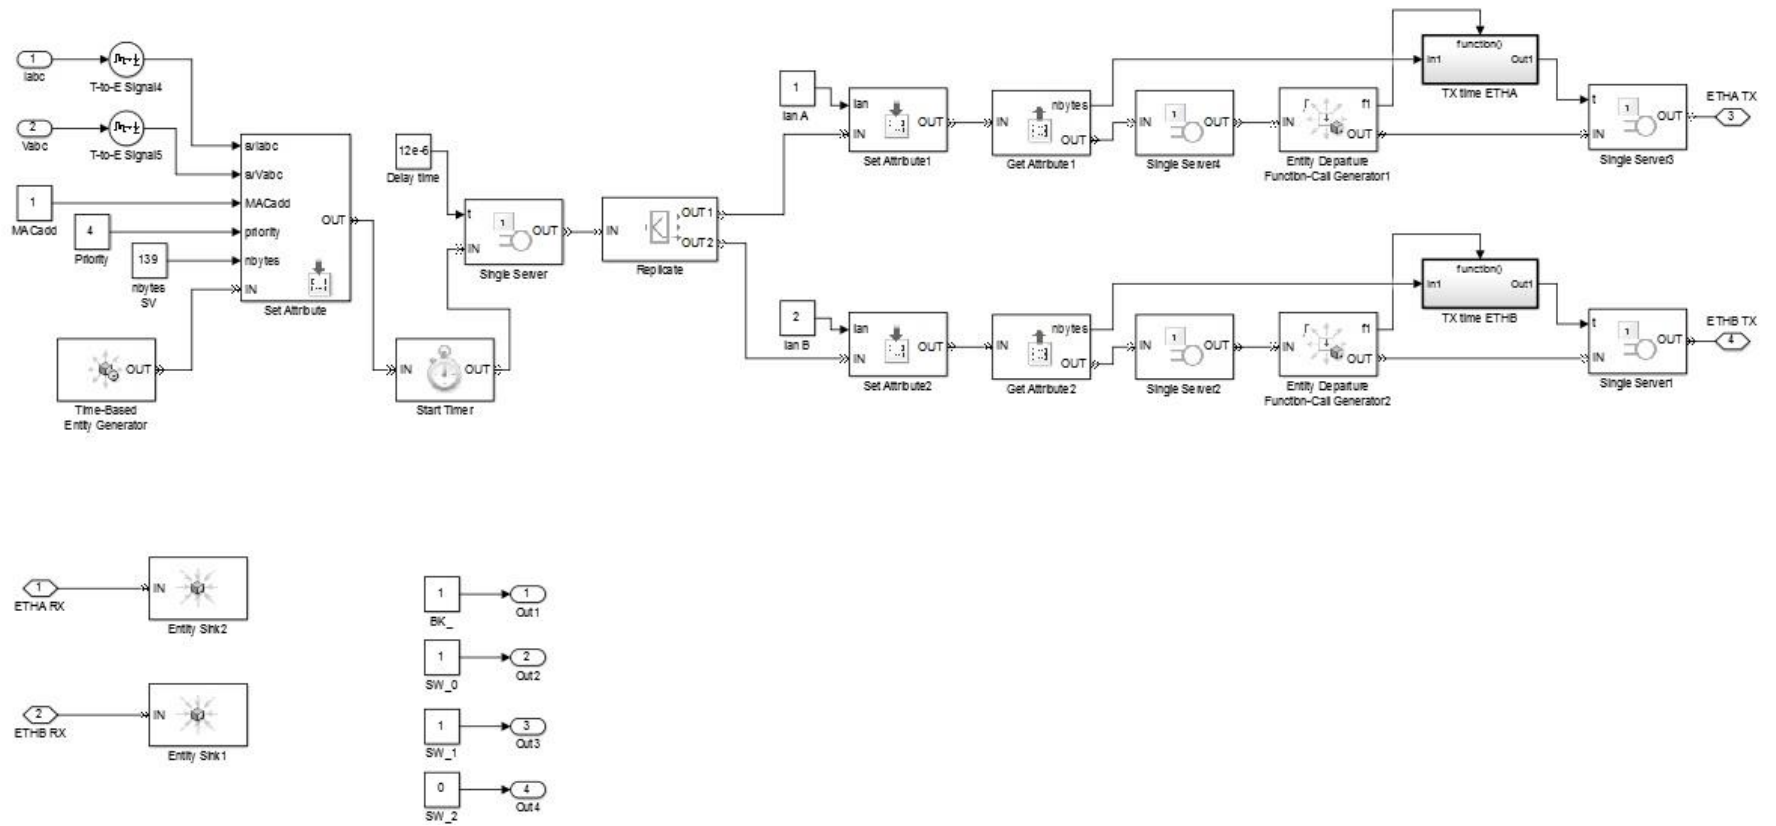 1
Iabc
T-to-E Signal4
2
Vabc
T-to-E Signal5
1
MACadd
4
Priority
139
nbytes
SV
sv/Iabc
sv/Vabc
MACadd
priority
nbytes
IN
OUT
Set Attribute
OUT
Time-Based
Entity Generator
IN
OUT
Start Timer
12e-6
Delay time
t
IN
1
OUT
Single Server
IN
OUT1
OUT2
Replicate
1
lan A
lan
IN
OUT
Set Attribute1
IN
nbytes
OUT
Get Attribute1
IN
1
OUT
Single Server4
IN
f1
OUT
Entity Departure
Function-Call Generator1
function()
In1
Out1
TX time ETHA
t
IN
1
OUT
Single Server3
ETHA TX
3
2
lan B
lan
IN
OUT
Set Attribute2
IN
nbytes
OUT
Get Attribute2
IN
1
OUT
Single Server2
IN
f1
OUT
Entity Departure
Function-Call Generator2
function()
In1
Out1
TX time ETHB
t
IN
1
OUT
Single Server1
ETHB TX
4
1
ETHA RX
IN
Entity Sink2
2
ETHB RX
IN
Entity Sink1
1
BK_
1
Out1
1
SW_0
2
Out2
1
SW_1
3
Out3
0
SW_2
4
Out4